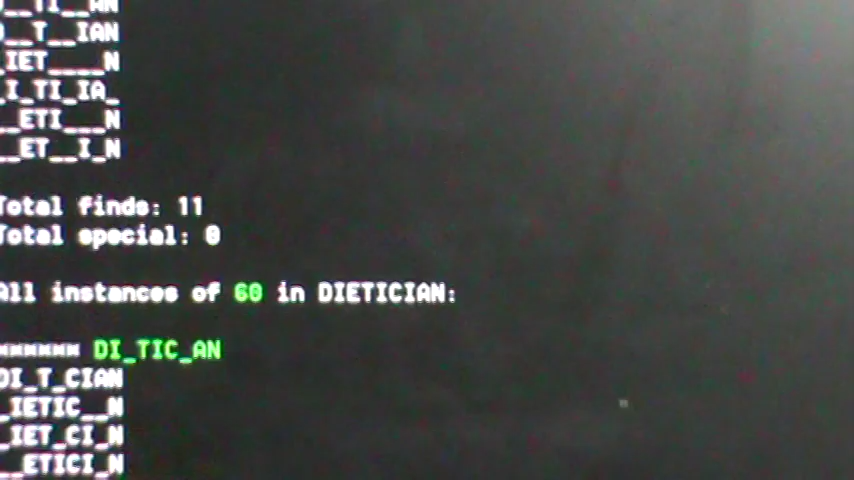 D__TI__AN
D__T__IAN
_IET____N
_I_TI_IA_
__ETI___N
__ET__I_N
Total finds: 11
Total special: 0
All instances of 60 in DIETICIAN:
****** DI_TIC_AN
DI_T_CIAN
_IETIC__N
_IET_CI_N
__ETICI_N